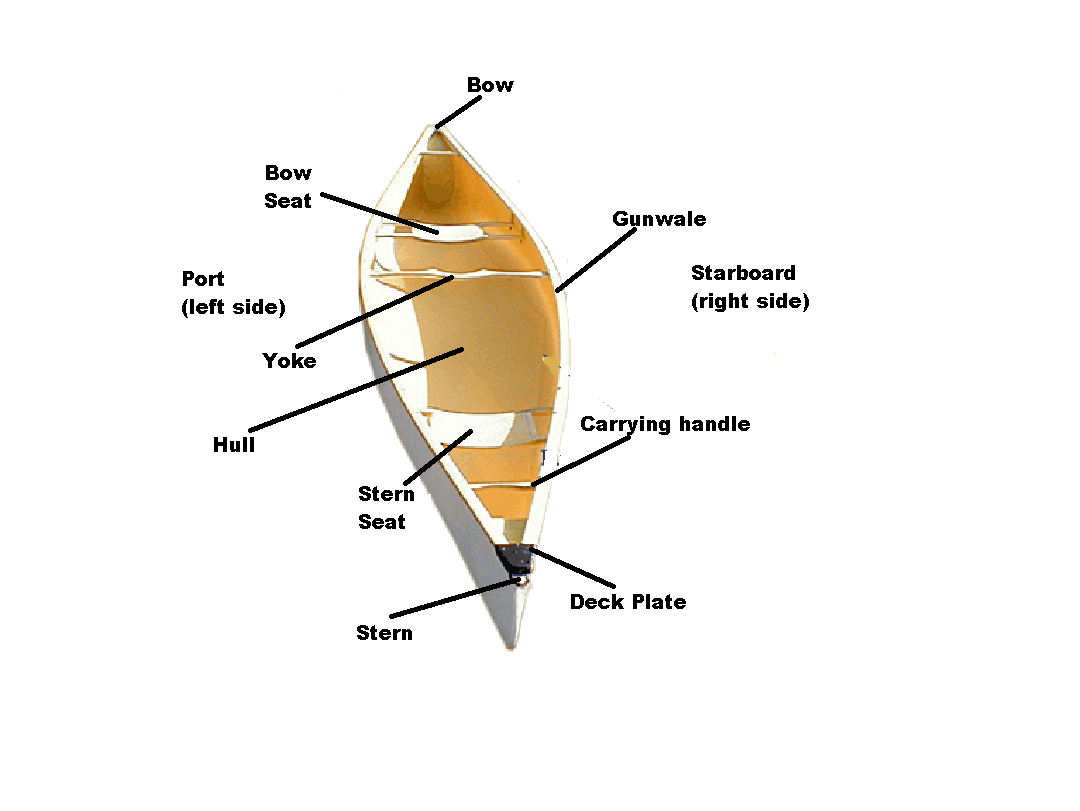 Bow
Bow
Seat
Gunwale
Port
(left side)
Starboard
(right side)
Yoke
Hull
Carrying handle
Stern
Seat
Deck Plate
Stern